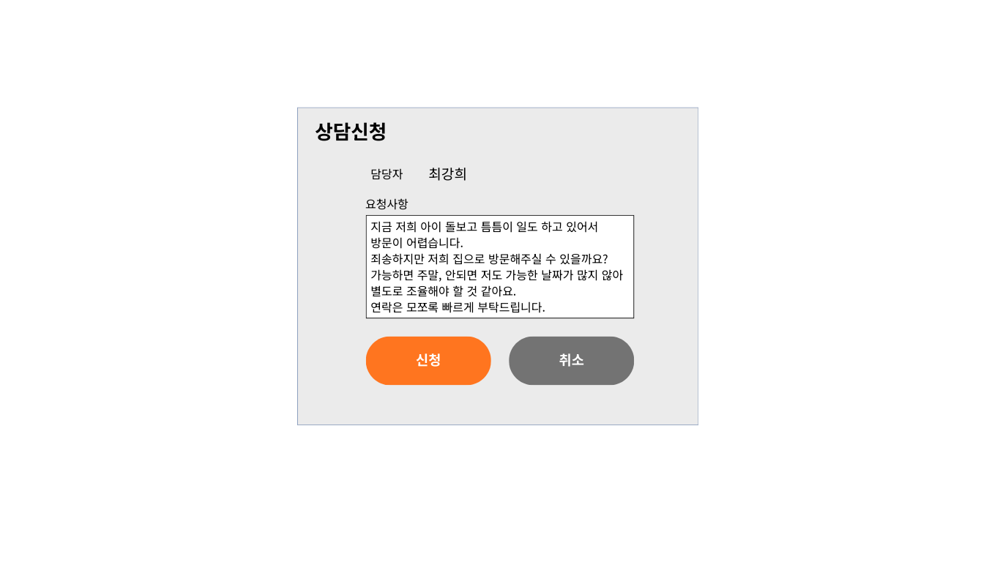 상담신청
담당자 최강희
요청사항
지금 저희 아이 돌보고 틈틈이 일도 하고 있어서
방문이 어렵습니다.
죄송하지만 저희 집으로 방문해주실 수 있을까요?
가능하면 주말, 안되면 저도 가능한 날짜가 많지 않아
별도로 조율해야 할 것 같아요.
연락은 모쪼록 빠르게 부탁드립니다.
신청 취소